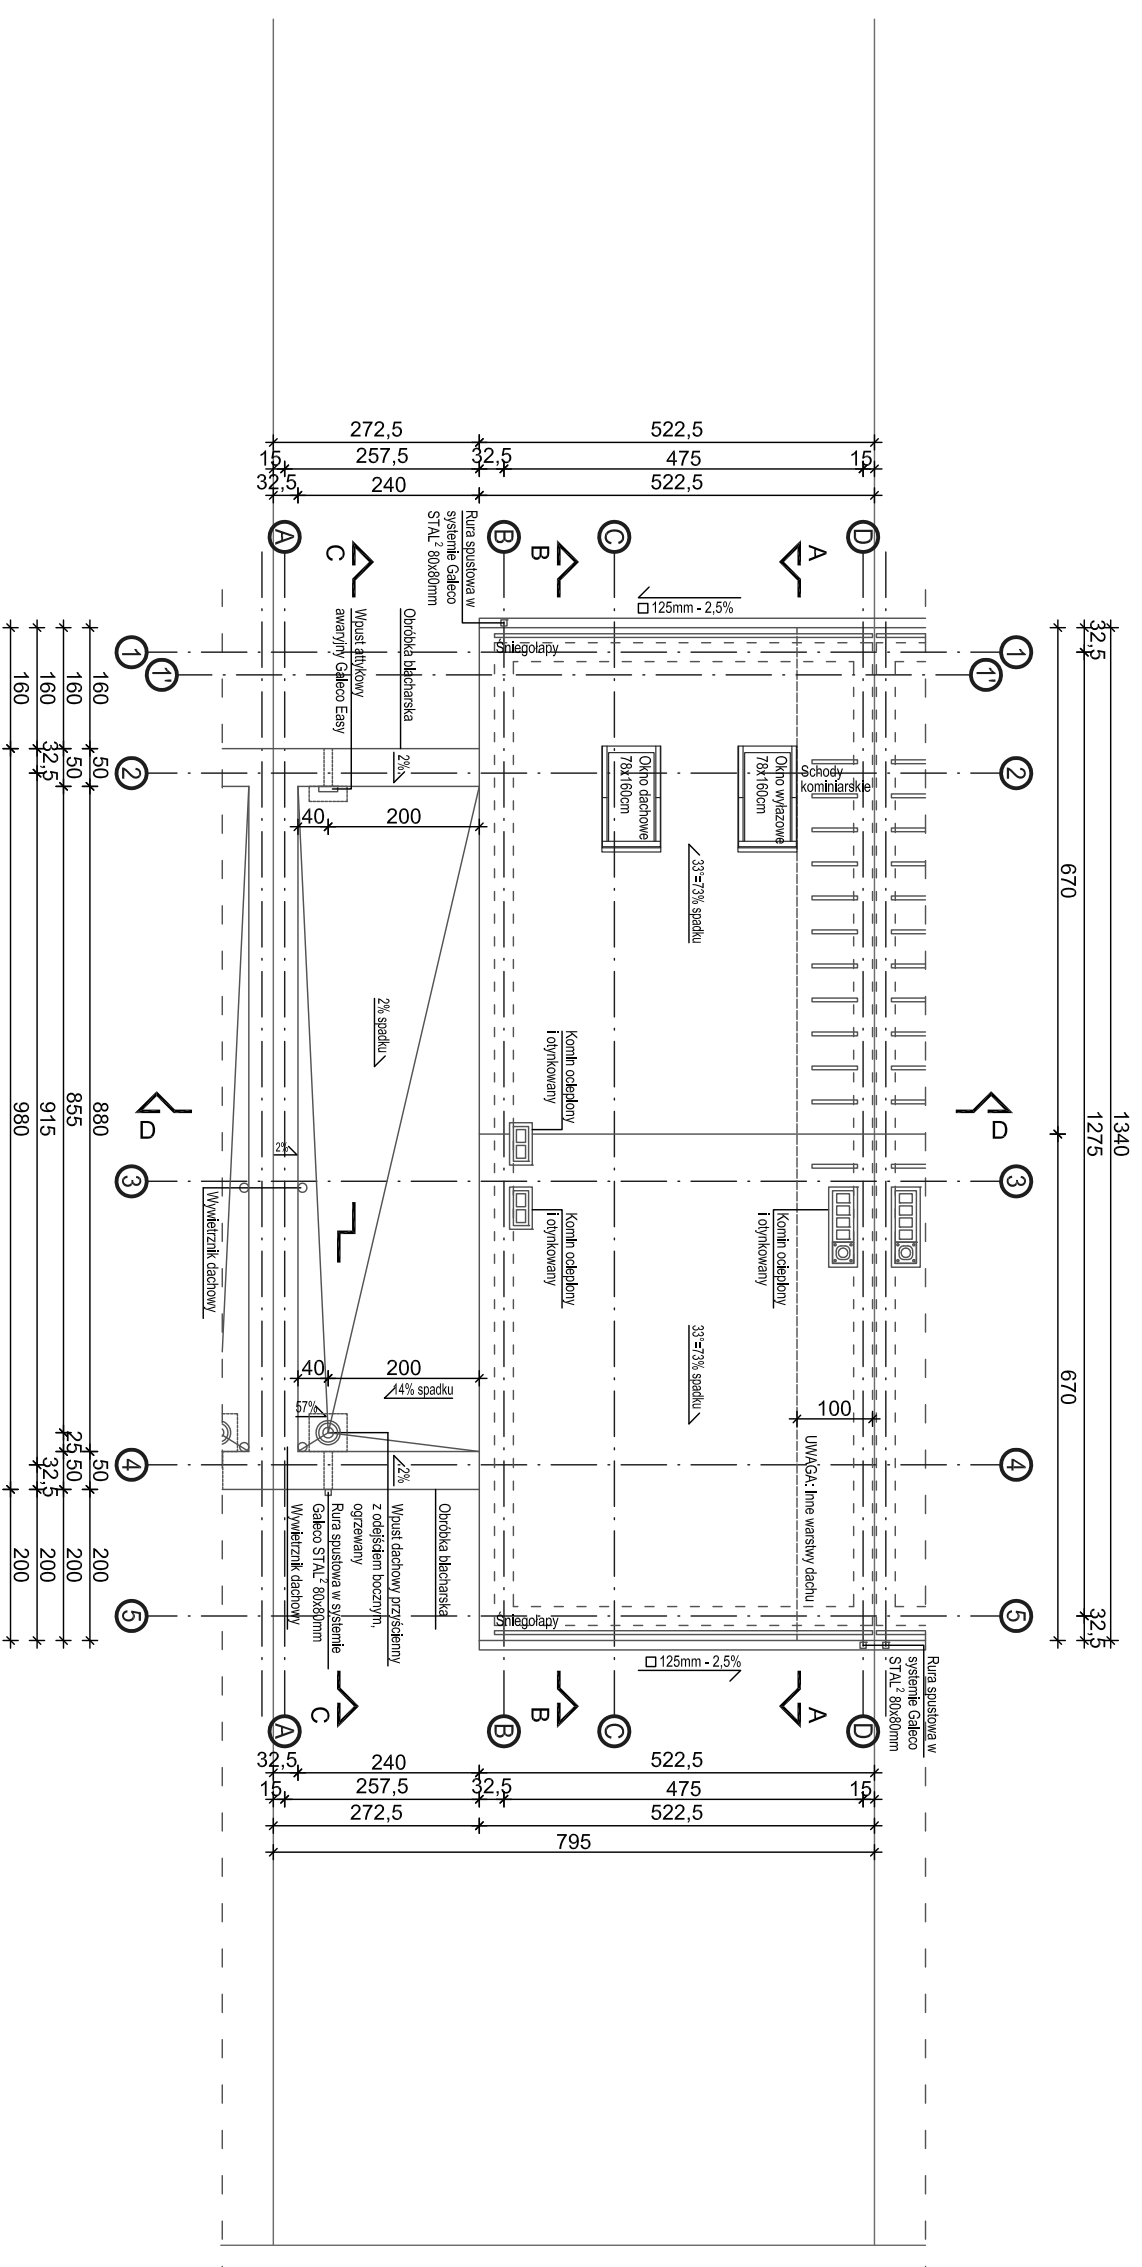 272,5
522,5
15
257,5
32,5
475
15
32,5
240
522,5
A
B
C
D
C
B
A
Rura spustowa w
systemie Galeco
STAL² 80x80mm
125mm - 2,5%
Obróbka blacharska
Wpust attykowy
awaryjny Galeco Easy
Śniegołapy
1
1'
1
1'
2
2
2%
40
200
Okno dachowe
78x160cm
Okno wyłazowe
78x160cm
Schody
kominiarskie
33°=73% spadku
2% spadku
Komin ocieplony
i otynkowany
D
D
2%
3
3
Wywietrznik dachowy
Komin ocieplony
i otynkowany
Komin ocieplony
i otynkowany
33°=73% spadku
40
200
14% spadku
57%
100
UWAGA: Inne warstwy dachu
4
4
2%
Obróbka blacharska
Wpust dachowy przyścienny
z odejściem bocznym,
ogrzewany
Rura spustowa w systemie
Galeco STAL² 80x80mm
Wywietrznik dachowy
5
5
Śniegołapy
125mm - 2,5%
Rura spustowa w
systemie Galeco
STAL² 80x80mm
C
B
A
A
B
C
D
32,5
240
522,5
15
257,5
32,5
475
15
272,5
522,5
795
1340
32,5
1275
32,5
670
670
160
50
880
50
200
160
50
855
25
50
200
160
32,5
915
32,5
200
160
980
200